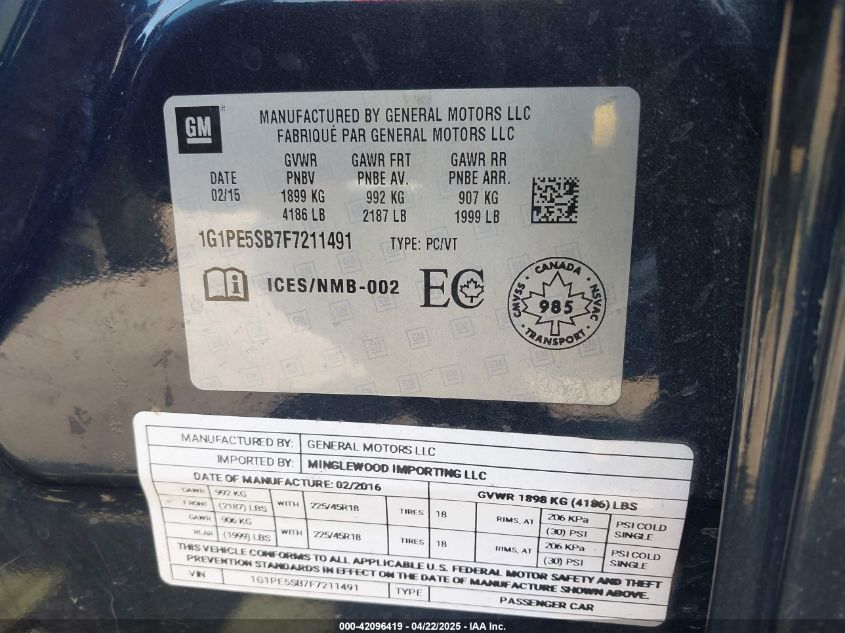 GM
MANUFACTURED BY GENERAL MOTORS LLC
FABRIQUÉ PAR GENERAL MOTORS LLC
GVWR GAWR FRT GAWR RR
DATE PNBV PNBE AV. PNBE ARR.
02/15 1899 KG 992 KG 907 KG
4186 LB 2187 LB 1999 LB
1G1PE5SB7F7211491 TYPE: PC/VT
i ICES/NMB-002 EC
CANADA
CMVSS 985 NSVAC
TRANSPORT
MANUFACTURED BY: GENERAL MOTORS LLC
IMPORTED BY: MINGLEWOOD IMPORTING LLC
DATE OF MANUFACTURE: 02/2016 GVWR 1898 KG (4186) LBS
GAWR 992 KG WITH 225/45R18 TIRES 18 RIMS, AT 206 KPa PSI COLD
FRONT (2187) LBS (30) PSI SINGLE
GAWR 906 KG WITH 225/45R18 TIRES 18 RIMS, AT 206 KPa PSI COLD
REAR (1999) LBS (30) PSI SINGLE
THIS VEHICLE CONFORMS TO ALL APPLICABLE U.S. FEDERAL MOTOR SAFETY AND THEFT
PREVENTION STANDARDS IN EFFECT ON THE DATE OF MANUFACTURE SHOWN ABOVE.
VIN 1G1PE5SB7F7211491 TYPE PASSENGER CAR
000-42096419 - 04/22/2025 - IAA Inc.